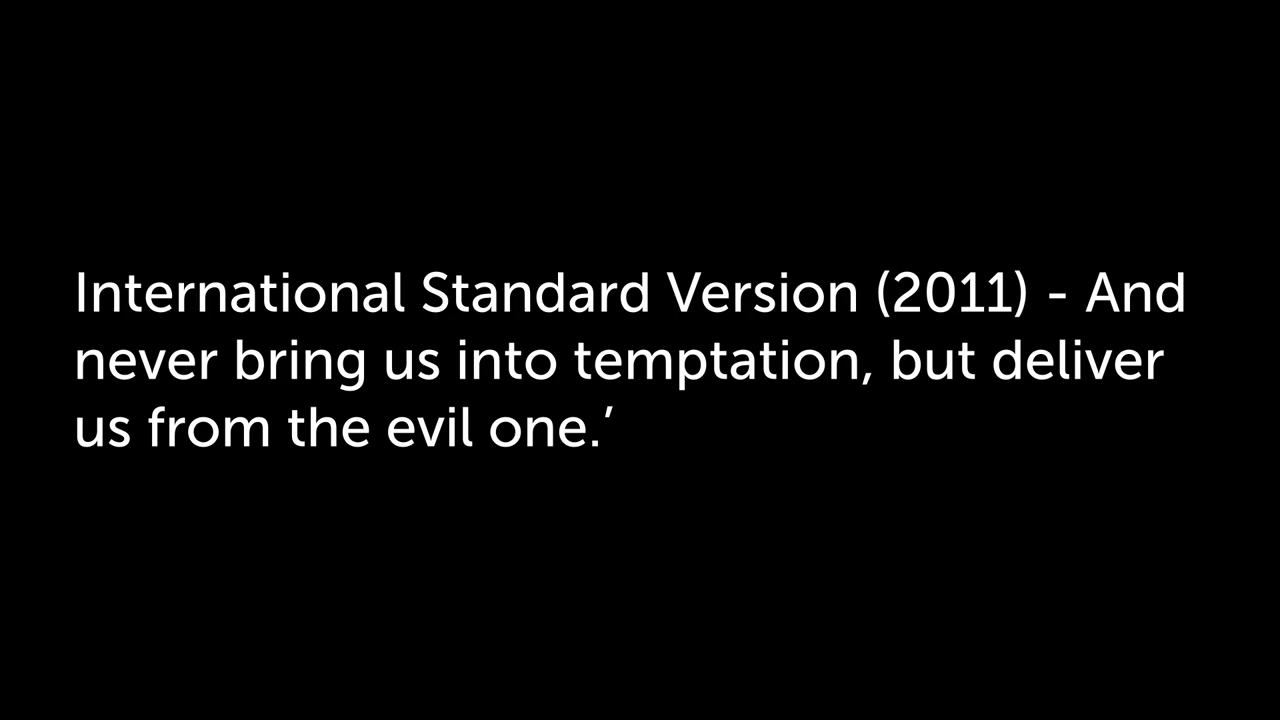 International Standard Version (2011) - And
never bring us into temptation, but deliver
us from the evil one.’